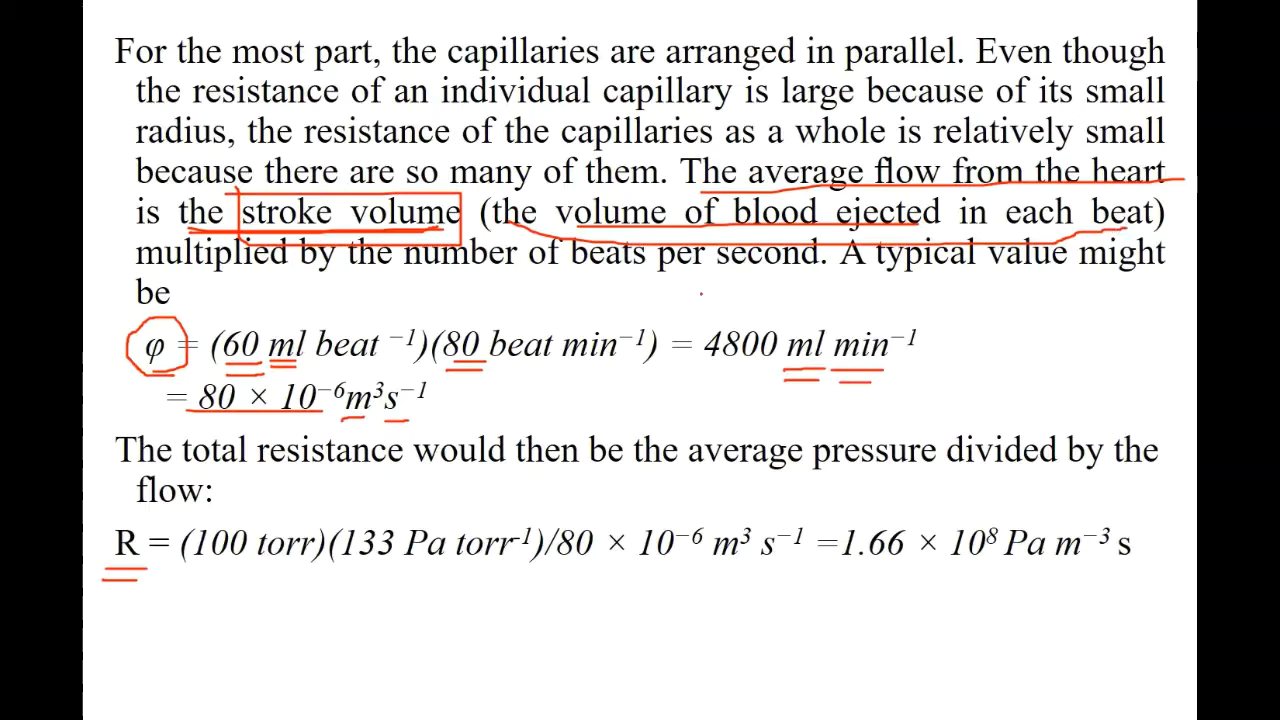 For the most part, the capillaries are arranged in parallel. Even though
the resistance of an individual capillary is large because of its small
radius, the resistance of the capillaries as a whole is relatively small
because there are so many of them. The average flow from the heart
is the stroke volume (the volume of blood ejected in each beat)
multiplied by the number of beats per second. A typical value might
be
φ = (60 ml beat ⁻¹)(80 beat min⁻¹) = 4800 ml min⁻¹
= 80 × 10⁻⁶m³s⁻¹
The total resistance would then be the average pressure divided by the
flow:
R = (100 torr)(133 Pa torr⁻¹)/80 × 10⁻⁶ m³ s⁻¹ =1.66 × 10⁸ Pa m⁻³ s